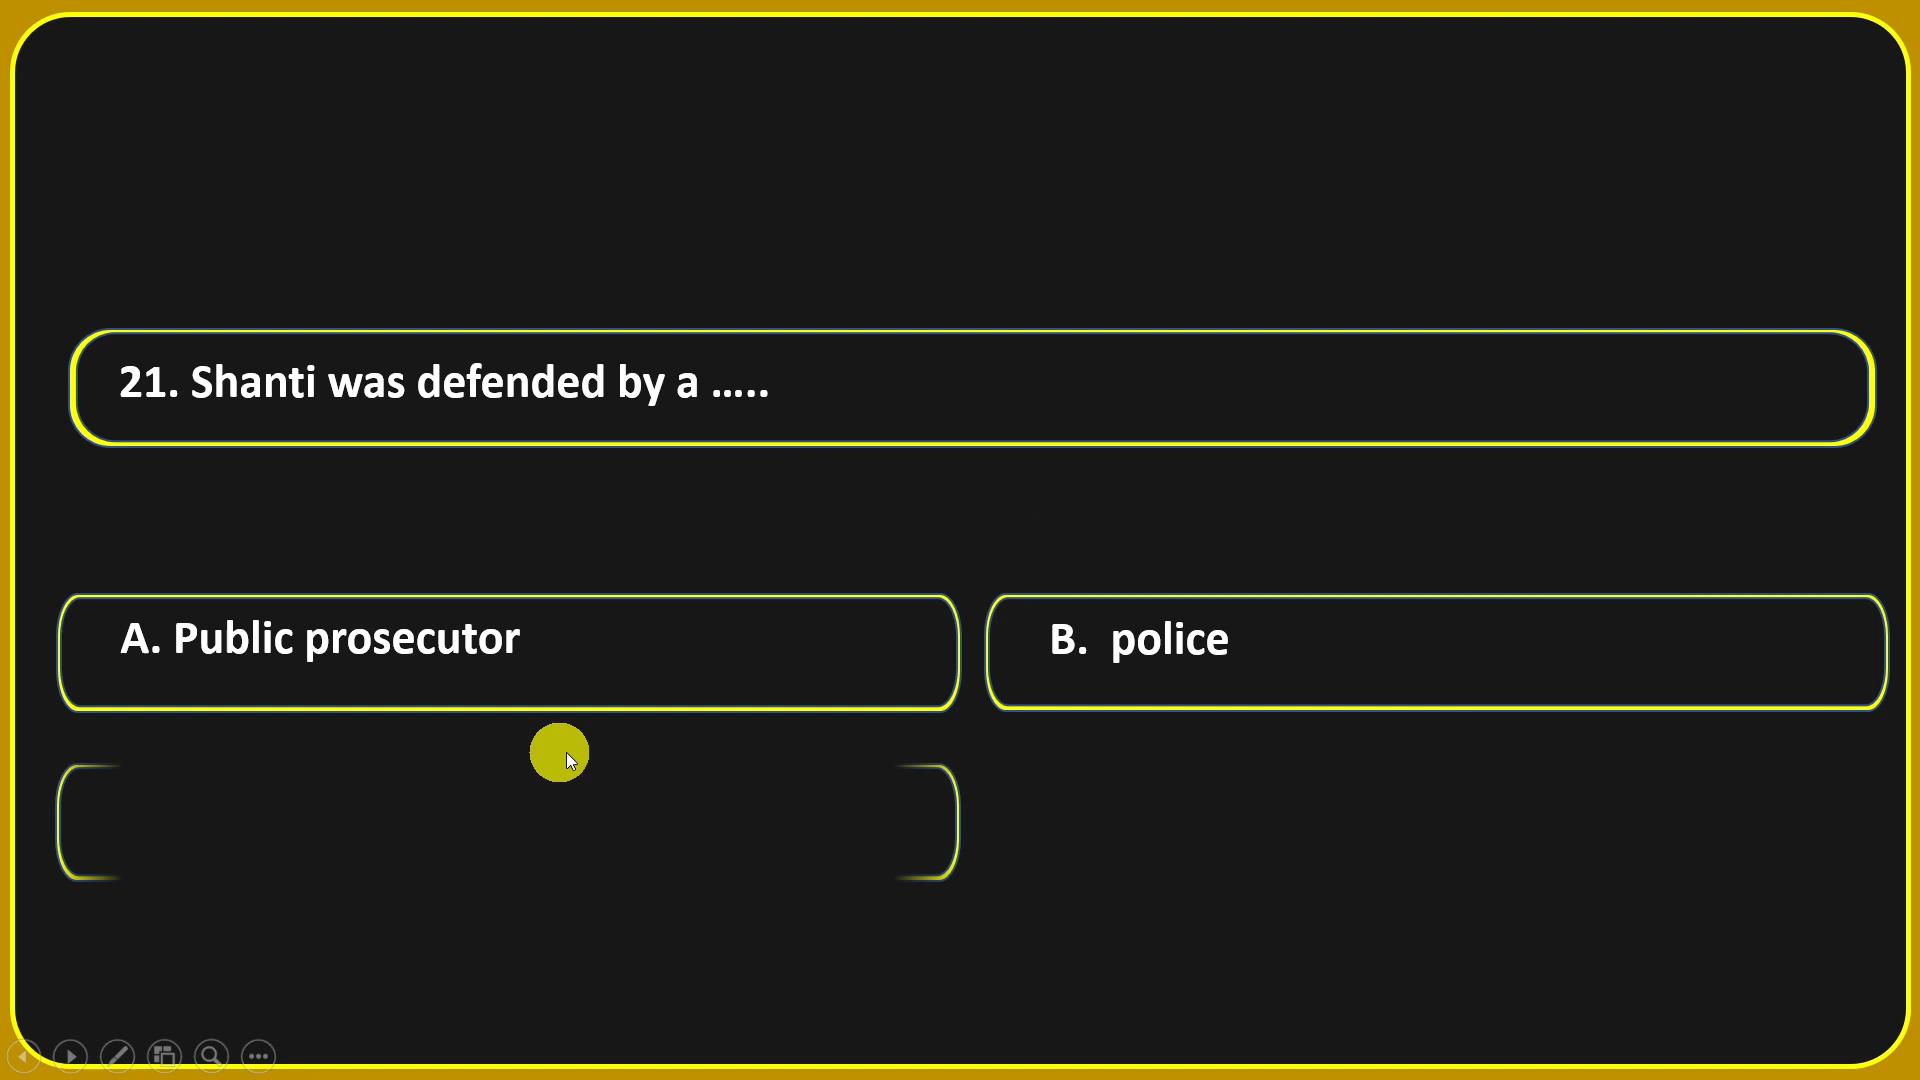 21. Shanti was defended by a .....
A. Public prosecutor
B. police